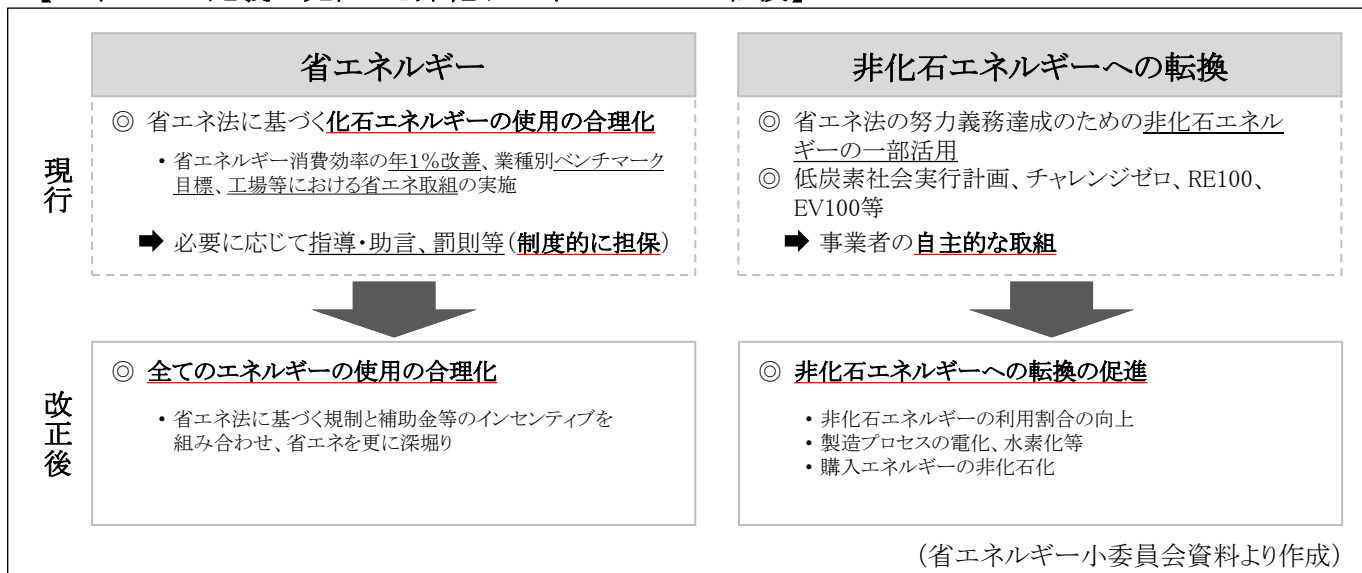 省エネルギー
非化石エネルギーへの転換
現行
◎ 省エネ法に基づく化石エネルギーの使用の合理化
・省エネルギー消費効率の年1%改善、業種別ベンチマーク
目標、工場等における省エネ取組の実施
➡ 必要に応じて指導・助言、罰則等(制度的に担保)
◎ 省エネ法の努力義務達成のための非化石エネル
ギーの一部活用
◎ 低炭素社会実行計画、チャレンジゼロ、RE100、
EV100等
➡ 事業者の自主的な取組
改正後
◎ 全てのエネルギーの使用の合理化
・省エネ法に基づく規制と補助金等のインセンティブを
組み合わせ、省エネを更に深堀り
◎ 非化石エネルギーへの転換の促進
・非化石エネルギーの利用割合の向上
・製造プロセスの電化、水素化等
・購入エネルギーの非化石化
(省エネルギー小委員会資料より作成)